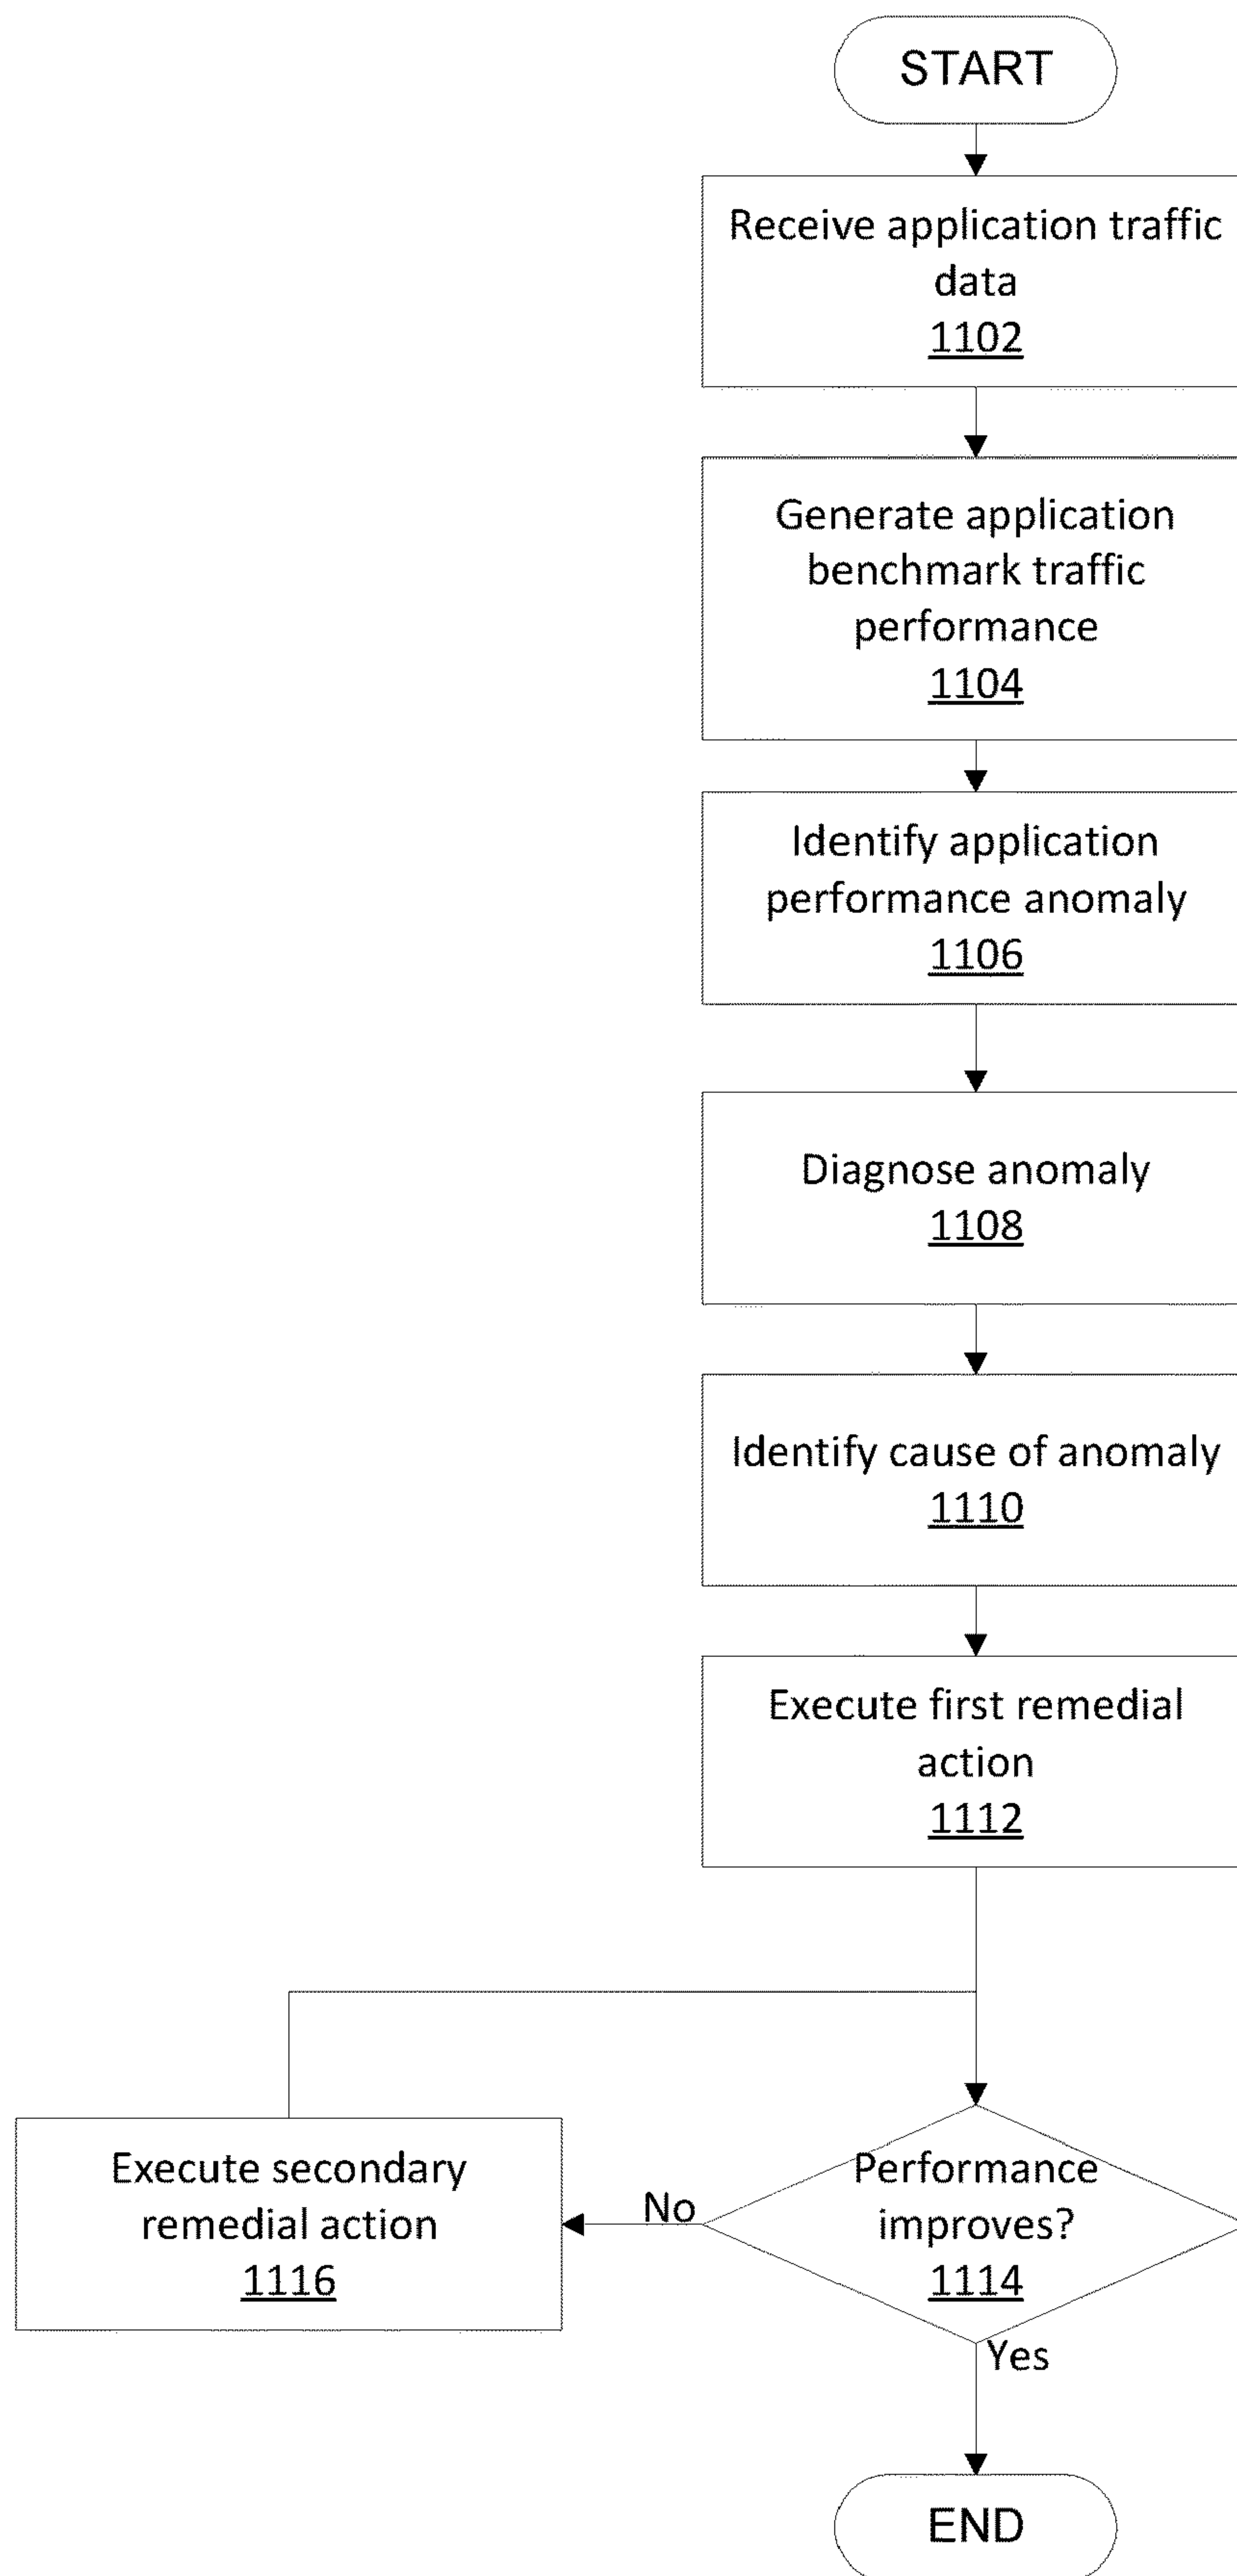 START
Receive application traffic
data
1102
Generate application
benchmark traffic
performance
1104
Identify application
performance anomaly
1106
Diagnose anomaly
1108
Identify cause of anomaly
1110
Execute first remedial
action
1112
Execute secondary
remedial action
1116
No
Performance
improves?
1114
Yes
END